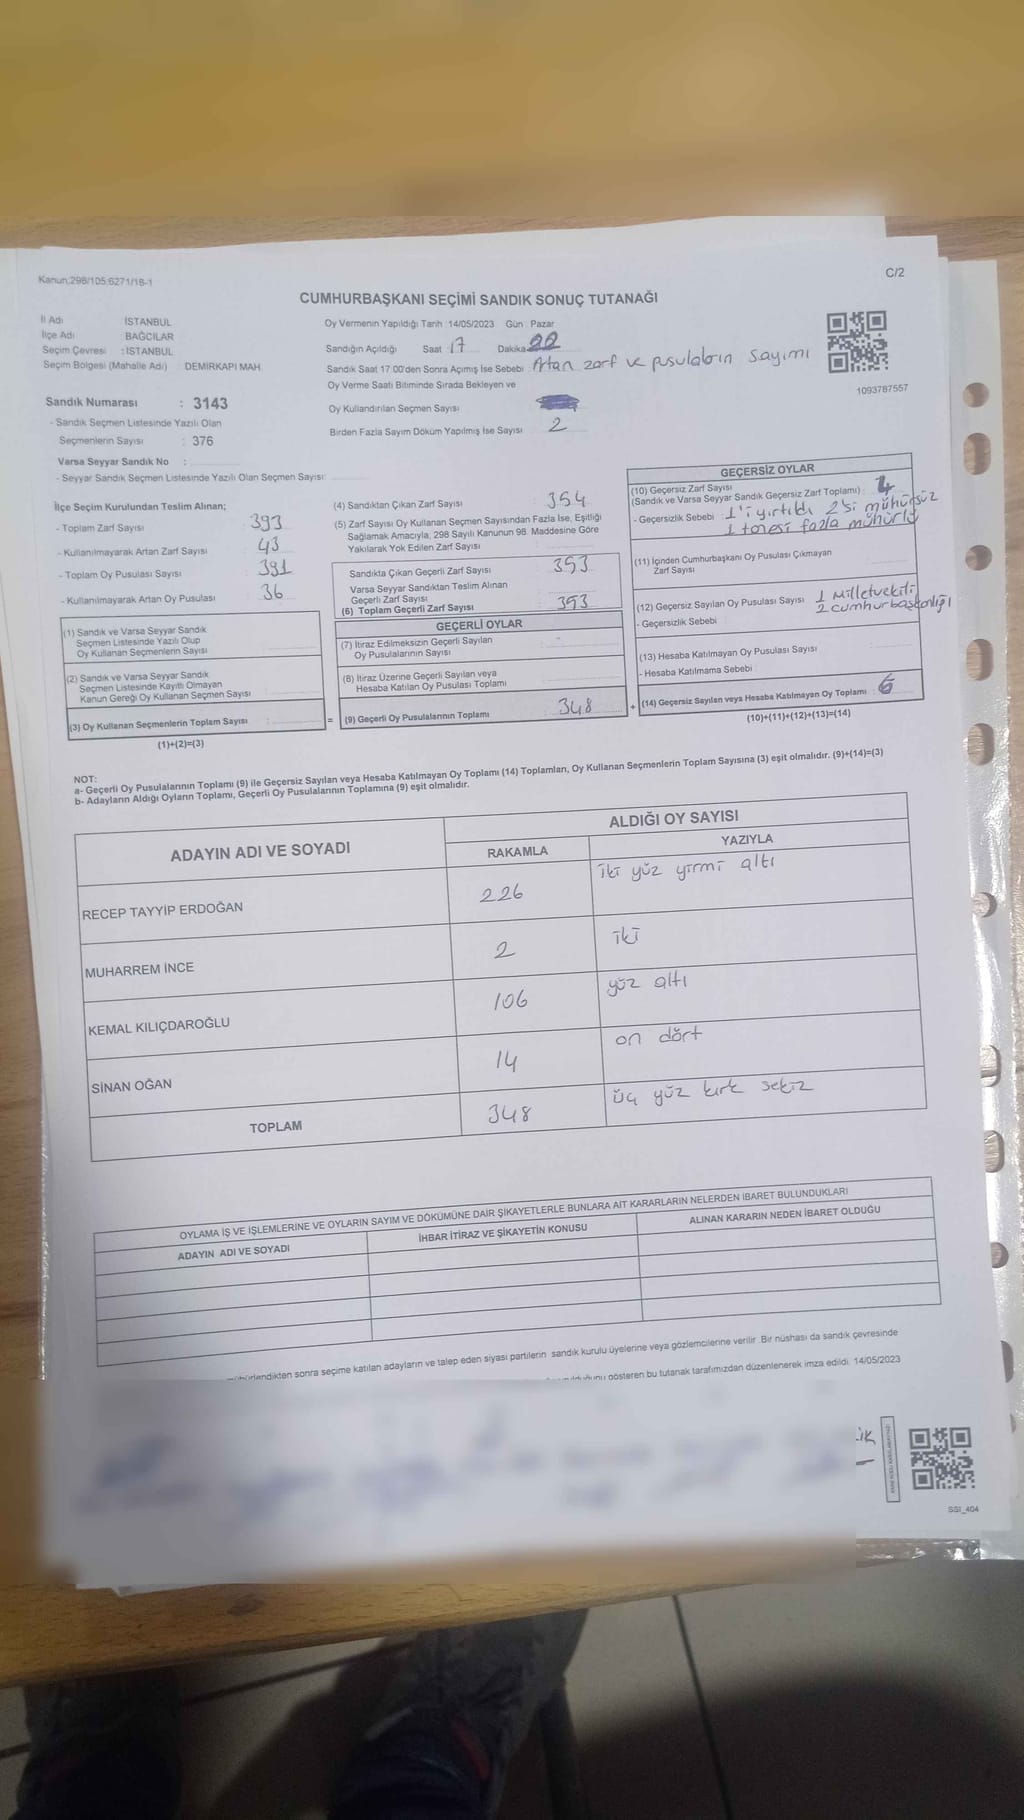 Kanun:298/105;6271/18-1
C/2
CUMHURBAŞKANI SEÇİMİ SANDIK SONUÇ TUTANAĞI
İl Adı : İSTANBUL
İlçe Adı : BAĞCILAR
Seçim Çevresi : İSTANBUL
Seçim Bölgesi (Mahalle Adı) : DEMİRKAPI MAH.
Oy Vermenin Yapıldığı Tarih :14/05/2023 Gün : Pazar
Sandığın Açıldığı Saat 17 Dakika 22
Sandık Saat 17.00'den Sonra Açılmış İse Sebebi : Artan zarf ve pusulaların sayımı
Oy Verme Saati Bitiminde Sırada Bekleyen ve
Oy Kullandırılan Seçmen Sayısı
Birden Fazla Sayım Döküm Yapılmış İse Sayısı 2
1093787557
Sandık Numarası : 3143
- Sandık Seçmen Listesinde Yazılı Olan
Seçmenlerin Sayısı : 376
Varsa Seyyar Sandık No :
- Seyyar Sandık Seçmen Listesinde Yazılı Olan Seçmen Sayısı:
İlçe Seçim Kurulundan Teslim Alınan;
- Toplam Zarf Sayısı : 393
- Kullanılmayarak Artan Zarf Sayısı : 43
- Toplam Oy Pusulası Sayısı : 391
- Kullanılmayarak Artan Oy Pusulası : 36
(1) Sandık ve Varsa Seyyar Sandık
Seçmen Listesinde Yazılı Olup
Oy Kullanan Seçmenlerin Sayısı
(2) Sandık ve Varsa Seyyar Sandık
Seçmen Listesinde Kayıtlı Olmayan
Kanun Gereği Oy Kullanan Seçmen Sayısı
(3) Oy Kullanan Seçmenlerin Toplam Sayısı :
(1)+(2)=(3)
(4) Sandıktan Çıkan Zarf Sayısı : 354
(5) Zarf Sayısı Oy Kullanan Seçmen Sayısından Fazla İse, Eşitliği
Sağlamak Amacıyla; 298 Sayılı Kanunun 98. Maddesine Göre
Yakılarak Yok Edilen Zarf Sayısı
Sandıkta Çıkan Geçerli Zarf Sayısı : 353
Varsa Seyyar Sandıktan Teslim Alınan
Geçerli Zarf Sayısı
(6) Toplam Geçerli Zarf Sayısı : 353
GEÇERLİ OYLAR
(7) İtiraz Edilmeksizin Geçerli Sayılan
Oy Pusulalarının Sayısı
(8) İtiraz Üzerine Geçerli Sayılan veya
Hesaba Katılan Oy Pusulası Toplamı
= (9) Geçerli Oy Pusulalarının Toplamı : 348
GEÇERSİZ OYLAR
(10) Geçersiz Zarf Sayısı
(Sandık ve Varsa Seyyar Sandık Geçersiz Zarf Toplamı) : 4
- Geçersizlik Sebebi : 1'i yırtıldı 2'si mühürsüz
1 tanesi fazla mühürlü
(11) İçinden Cumhurbaşkanı Oy Pusulası Çıkmayan
Zarf Sayısı
(12) Geçersiz Sayılan Oy Pusulası Sayısı : 1 Milletvekili
2 cumhurbaşkanlığı
- Geçersizlik Sebebi
(13) Hesaba Katılmayan Oy Pusulası Sayısı
- Hesaba Katılmama Sebebi
+ (14) Geçersiz Sayılan veya Hesaba Katılmayan Oy Toplamı : 6
(10)+(11)+(12)+(13)=(14)
NOT:
a- Geçerli Oy Pusulalarının Toplamı (9) ile Geçersiz Sayılan veya Hesaba Katılmayan Oy Toplamı (14) Toplamları, Oy Kullanan Seçmenlerin Toplam Sayısına (3) eşit olmalıdır. (9)+(14)=(3)
b- Adayların Aldığı Oyların Toplamı, Geçerli Oy Pusulalarının Toplamına (9) eşit olmalıdır.
ADAYIN ADI VE SOYADI
ALDIĞI OY SAYISI
RAKAMLA YAZIYLA
RECEP TAYYİP ERDOĞAN 226 iki yüz yirmi altı
MUHARREM İNCE 2 iki
KEMAL KILIÇDAROĞLU 106 yüz altı
SİNAN OĞAN 14 on dört
TOPLAM 348 üç yüz kırk sekiz
OYLAMA İŞ VE İŞLEMLERİNE VE OYLARIN SAYIM VE DÖKÜMÜNE DAİR ŞİKAYETLERLE BUNLARA AİT KARARLARIN NELERDEN İBARET BULUNDUKLARI
ADAYIN ADI VE SOYADI İHBAR İTİRAZ VE ŞİKAYETİN KONUSU ALINAN KARARIN NEDEN İBARET OLDUĞU
sonra seçime katılan adayların ve talep eden siyasi partilerin sandık kurulu üyelerine veya gözlemcilerine verilir. Bir nüshası da sandık çevresinde
gösteren bu tutanak tarafımızdan düzenlenerek imza edildi. 14/05/2023
SSI_404